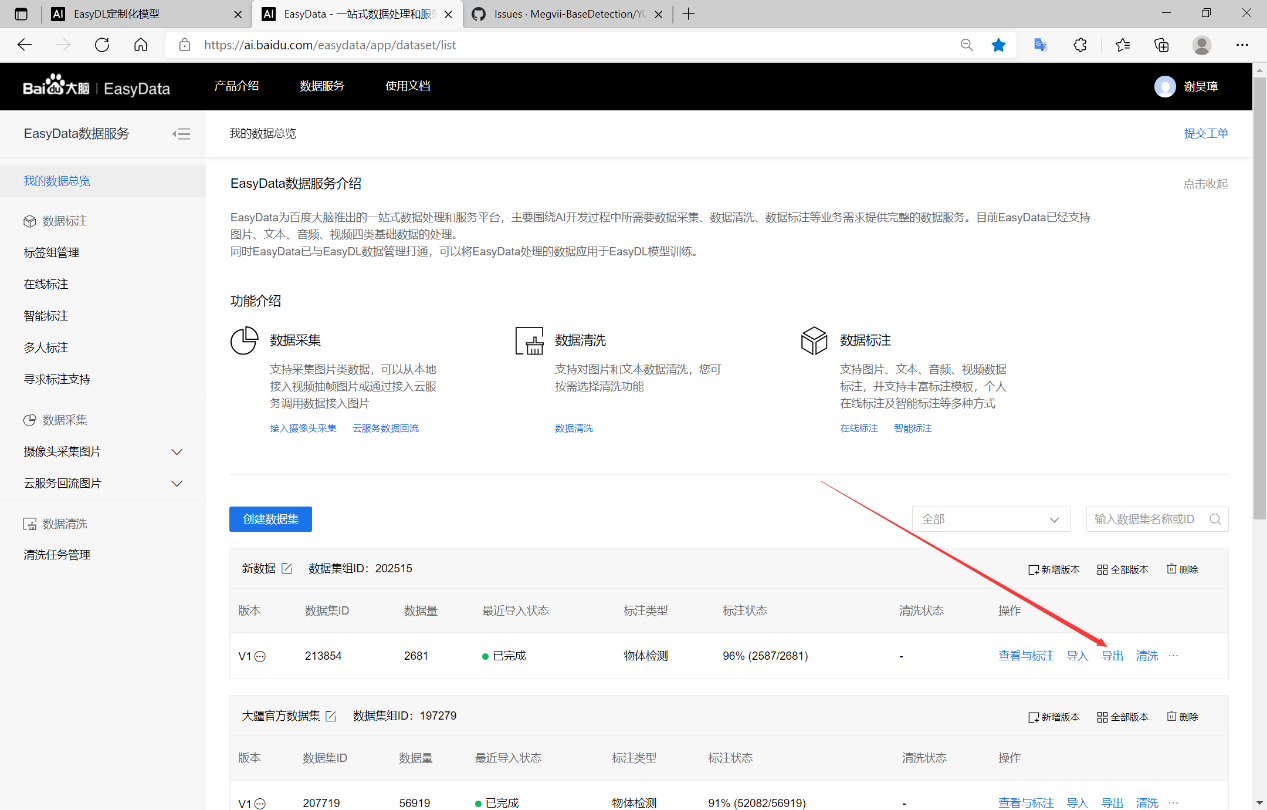 EasyDL定制化模型
EasyData - 一站式数据处理和服务
Issues · Megvii-BaseDetection/YO
https://ai.baidu.com/easydata/app/dataset/list
Bai du 大脑 | EasyData
产品介绍
数据服务
使用文档
谢昊璋
EasyData数据服务
我的数据总览
提交工单
我的数据总览
数据标注
标签组管理
在线标注
智能标注
多人标注
寻求标注支持
数据采集
摄像头采集图片
云服务回流图片
数据清洗
清洗任务管理
EasyData数据服务介绍
点击收起
EasyData为百度大脑推出的一站式数据处理和服务平台，主要围绕AI开发过程中所需要数据采集、数据清洗、数据标注等业务需求提供完整的数据服务。目前EasyData已经支持
图片、文本、音频、视频四类基础数据的处理。
同时EasyData已与EasyDL数据管理打通，可以将EasyData处理的数据应用于EasyDL模型训练。
功能介绍
数据采集
支持采集图片类数据，可以从本地
接入视频抽帧图片或通过接入云服
务调用数据接入图片
接入摄像头采集 云服务数据回流
数据清洗
支持对图片和文本数据清洗，您可
按需选择清洗功能
数据清洗
数据标注
支持图片、文本、音频、视频数据
标注，并支持丰富标注模板，个人
在线标注及智能标注等多种方式
在线标注 智能标注
创建数据集
全部
输入数据集名称或ID
新数据 数据集组ID：202515 新增版本 全部版本 删除
版本 数据集ID 数据量 最近导入状态 标注类型 标注状态 清洗状态 操作
V1 213854 2681 已完成 物体检测 96% (2587/2681) - 查看与标注 导入 导出 清洗 ···
大疆官方数据集 数据集组ID：197279 新增版本 全部版本 删除
版本 数据集ID 数据量 最近导入状态 标注类型 标注状态 清洗状态 操作
V1 207719 56919 已完成 物体检测 91% (52082/56919) - 查看与标注 导入 导出 清洗 ···